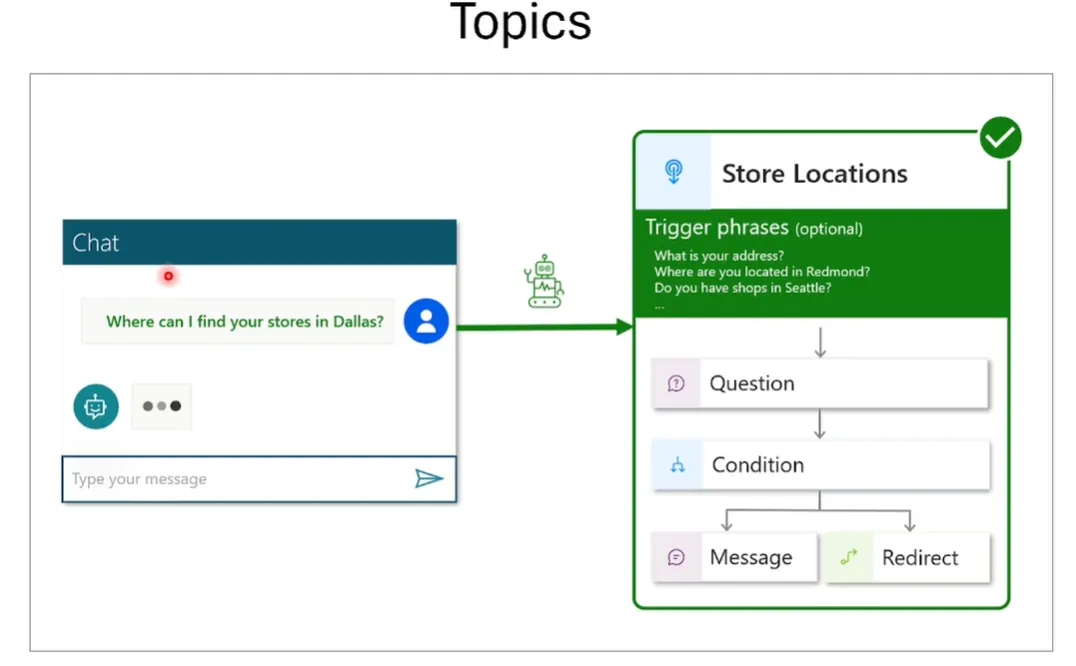 Topics
Chat
Where can I find your stores in Dallas?
Type your message
Store Locations
Trigger phrases (optional)
What is your address?
Where are you located in Redmond?
Do you have shops in Seattle?
...
Question
Condition
Message
Redirect